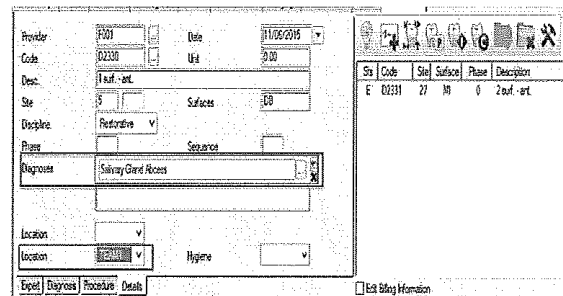 Provider F001 Date 11/06/2015
Code D2330 Unit 0.00
Desc. 1 surf. - ant.
Site 5 Surfaces DB
Discipline Restorative
Phase Sequence
Diagnoses Salivary Gland Abcess
Location
Location Hygiene
Expert Diagnosis Procedure Details
Sts Code Site Surface Phase Description
E D2331 27 MI 0 2 surf. - ant.
Edit Billing Information